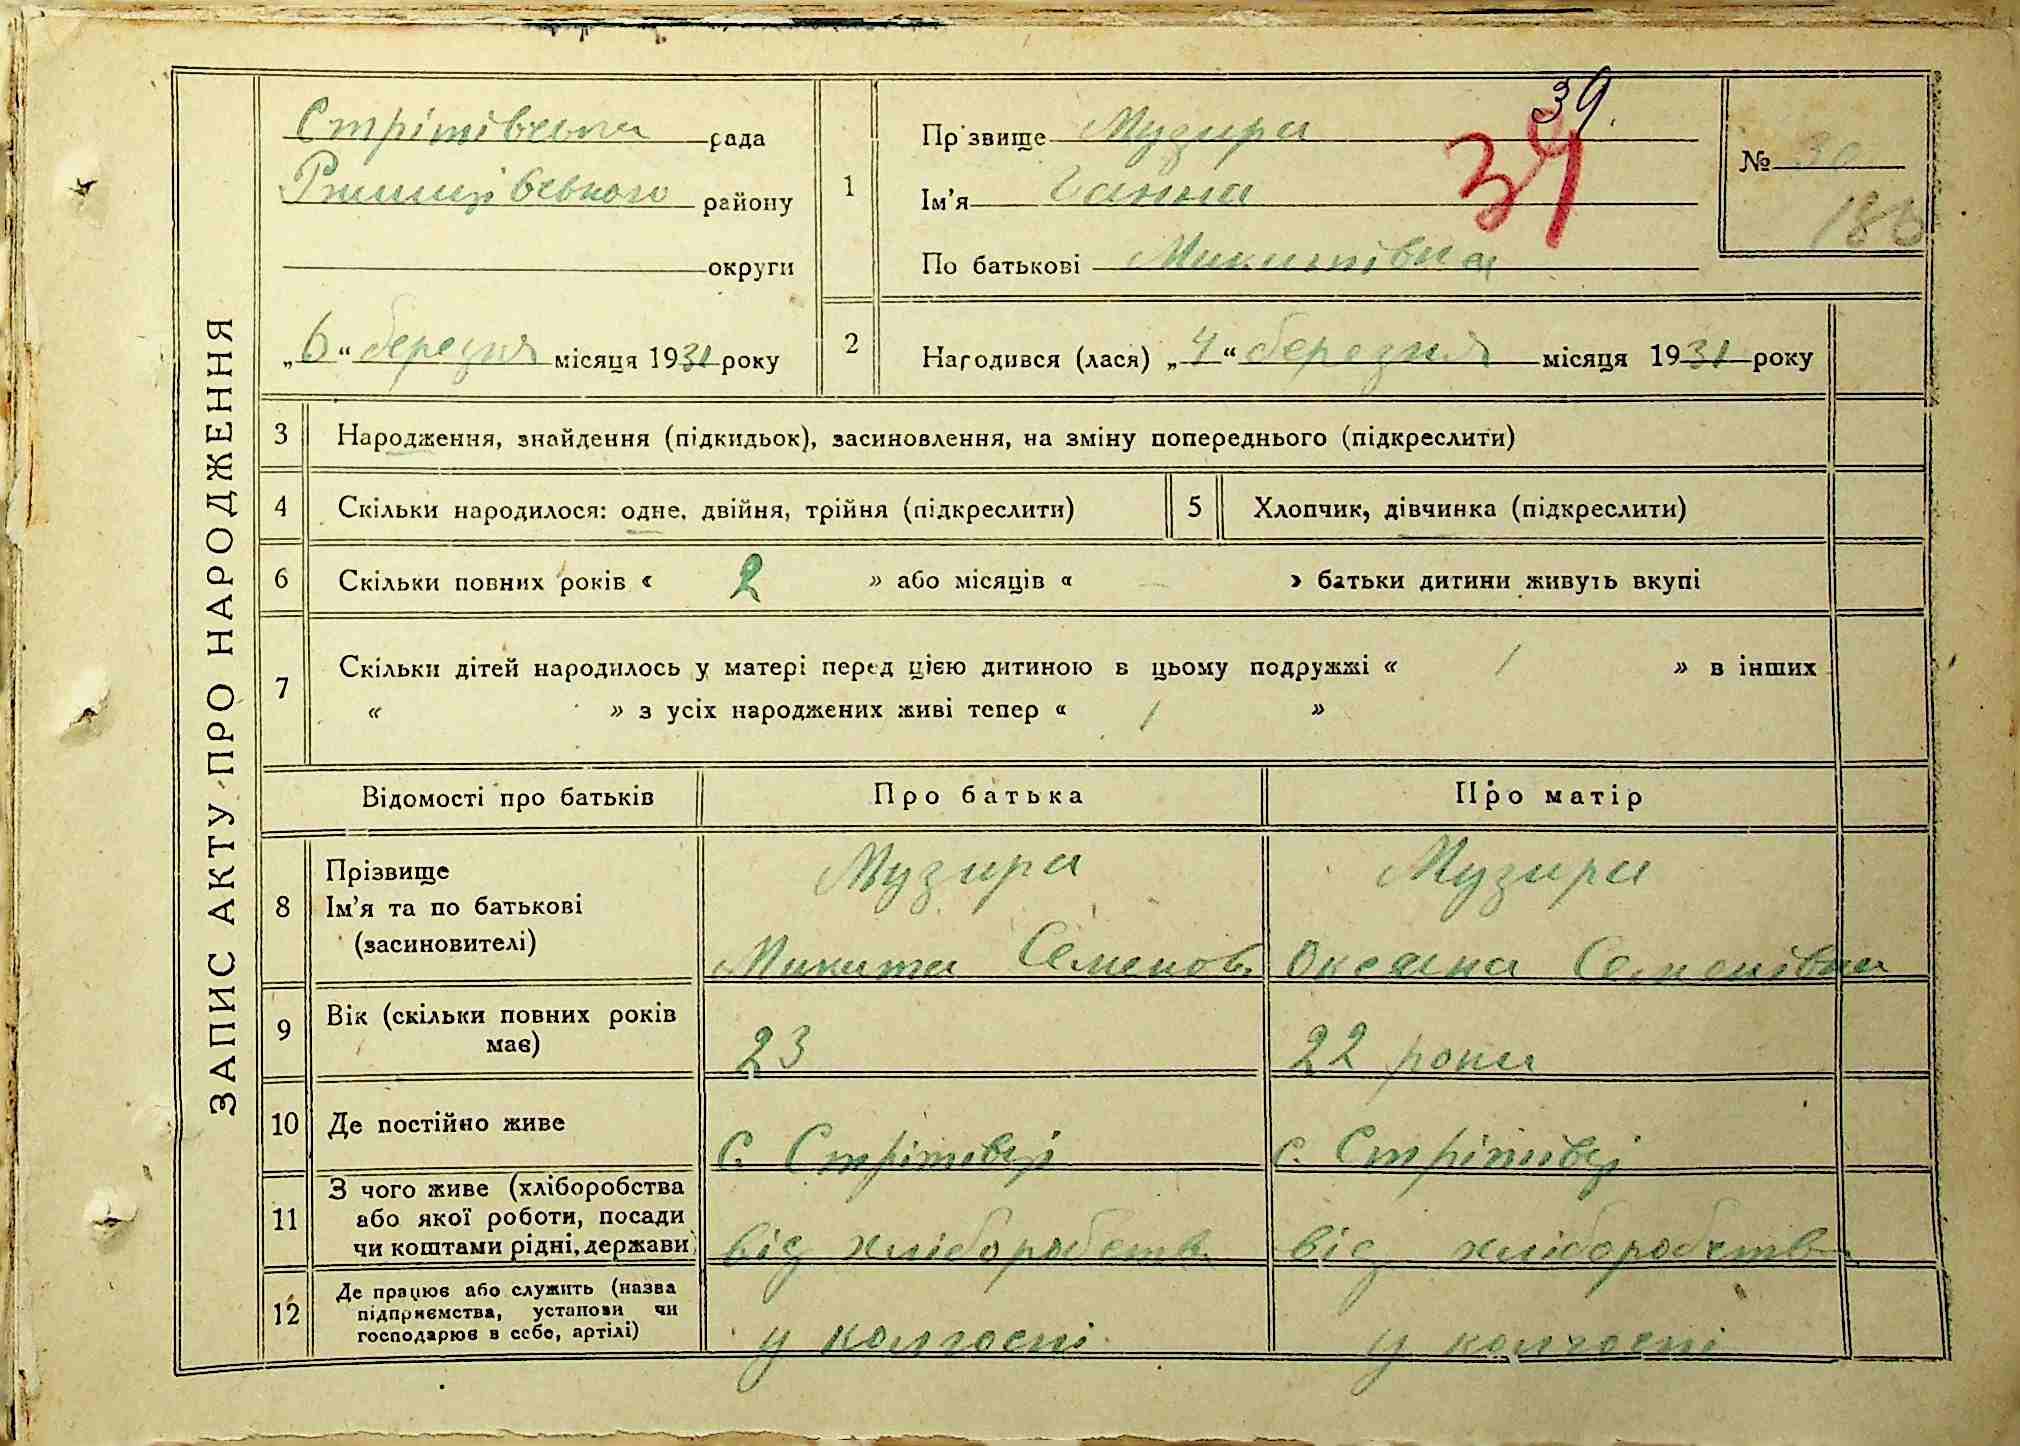 ЗАПИС АКТУ ПРО НАРОДЖЕННЯ
Стрітівська рада
Ржищівського району
округи
„6“ березня місяця 1931 року
1
Прізвище Музира
Ім’я Ганна
По батькові Микитівна
39
39
№ 30
2
Народився (лася) „4“ березня місяця 1931 року
3 Народження, знайдення (підкидьок), засиновлення, на зміну попереднього (підкреслити)
4 Скільки народилося: одне, двійня, трійня (підкреслити)
5 Хлопчик, дівчинка (підкреслити)
6 Скільки повних років « 2 » або місяців « — » батьки дитини живуть вкупі
7 Скільки дітей народилось у матері перед цією дитиною в цьому подружжі « 1 » в інших
« » з усіх народжених живі тепер « 1 »
Відомості про батьків Про батька Про матір
8 Прізвище
Ім’я та по батькові
(засиновителі)
Музира
Микита Семенов.
Музира
Оксана Семенівна
9 Вік (скільки повних років
має)
23
22 роки
10 Де постійно живе
с. Стрітівці
с. Стрітівці
11 З чого живе (хліборобства
або якої роботи, посади
чи коштами рідні, держави)
від хліборобств.
від хліборобств
12 Де працює або служить (назва
підприємства, установи чи
господарює в себе, артілі)
у колгоспі
у колгоспі